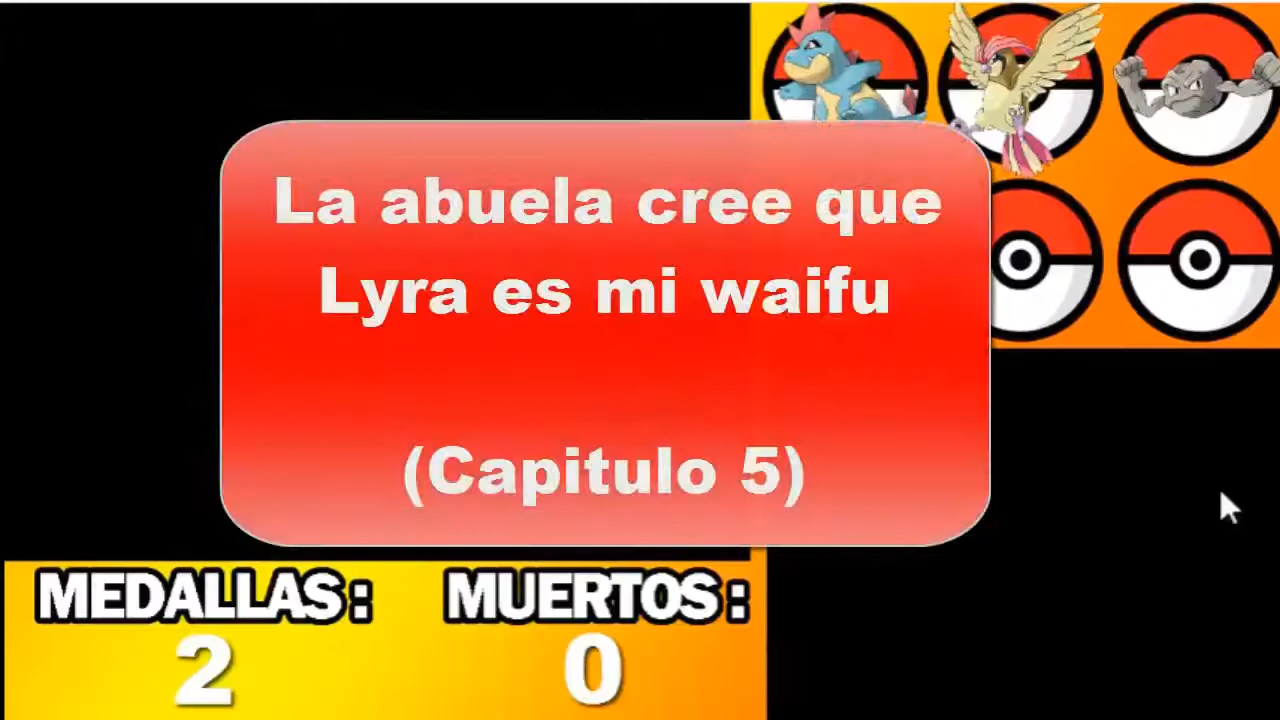 La abuela cree que
Lyra es mi waifu
(Capitulo 5)
MEDALLAS: MUERTOS:
2 0